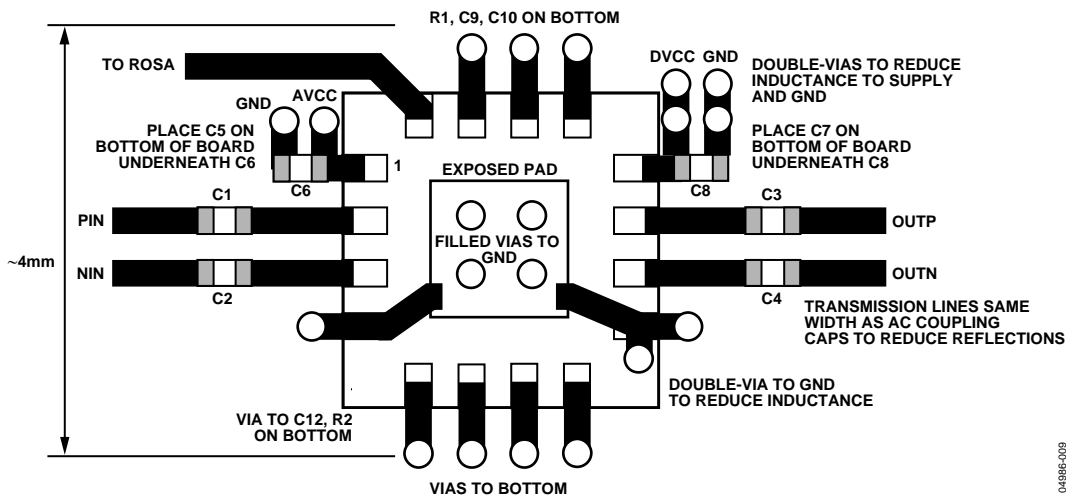 R1, C9, C10 ON BOTTOM
TO ROSA
DVCC GND
DOUBLE-VIAS TO REDUCE
INDUCTANCE TO SUPPLY
AND GND
GND
AVCC
PLACE C5 ON
BOTTOM OF BOARD
UNDERNEATH C6
PLACE C7 ON
BOTTOM OF BOARD
UNDERNEATH C8
1
EXPOSED PAD
C6
C8
C1
C3
PIN
OUTP
FILLED VIAS TO
GND
~4mm
NIN
OUTN
C2
C4
TRANSMISSION LINES SAME
WIDTH AS AC COUPLING
CAPS TO REDUCE REFLECTIONS
DOUBLE-VIA TO GND
TO REDUCE INDUCTANCE
VIA TO C12, R2
ON BOTTOM
VIAS TO BOTTOM
04986-009